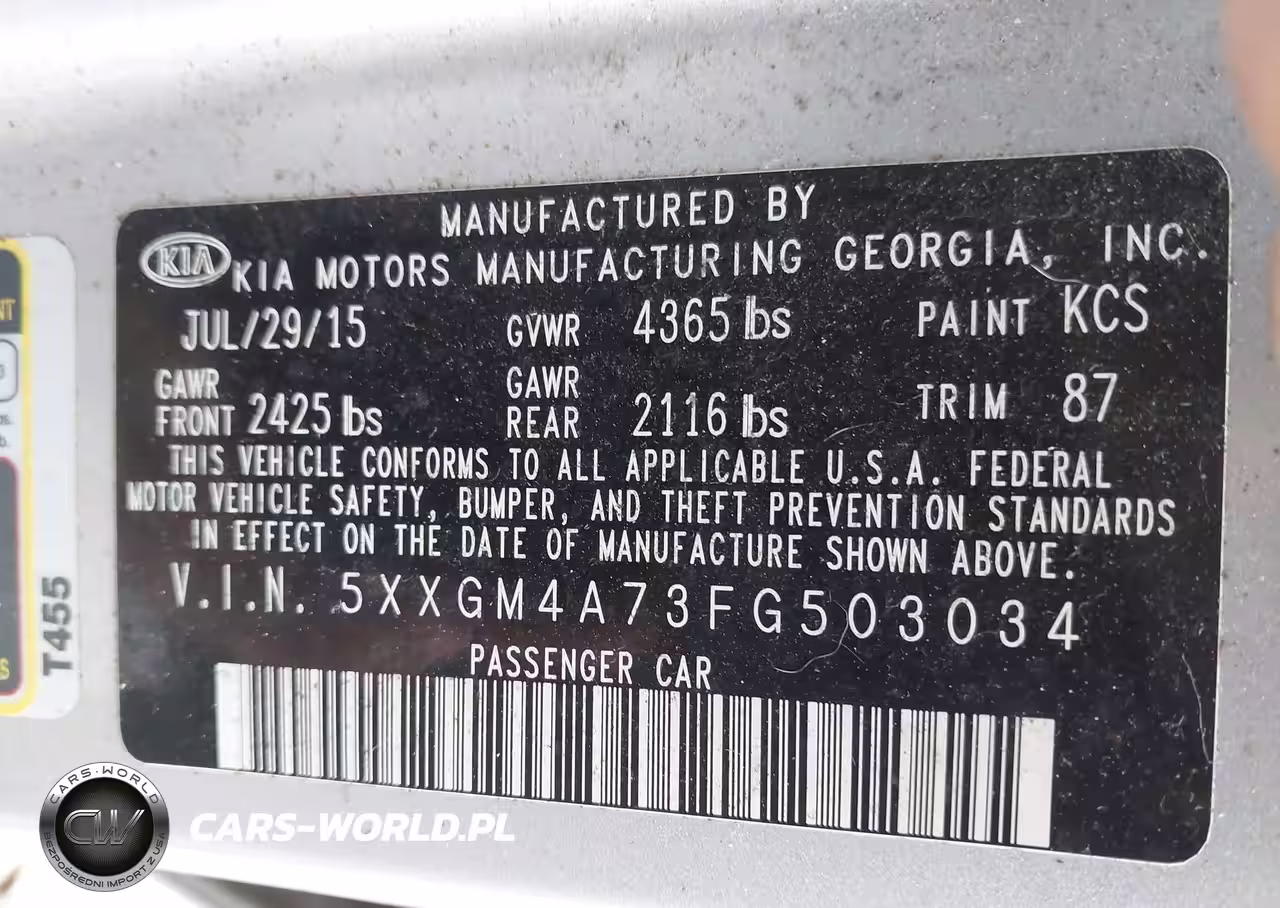 MANUFACTURED BY
KIA KIA MOTORS MANUFACTURING GEORGIA, INC.
JUL/29/15 GVWR 4365 lbs PAINT KCS
GAWR FRONT 2425 lbs GAWR REAR 2116 lbs TRIM 87
THIS VEHICLE CONFORMS TO ALL APPLICABLE U.S.A. FEDERAL
MOTOR VEHICLE SAFETY, BUMPER, AND THEFT PREVENTION STANDARDS
IN EFFECT ON THE DATE OF MANUFACTURE SHOWN ABOVE.
V.I.N. 5XXGM4A73FG503034
PASSENGER CAR
T455
CARS-WORLD
CW
BEZPOŚREDNI IMPORT Z USA
CARS-WORLD.PL